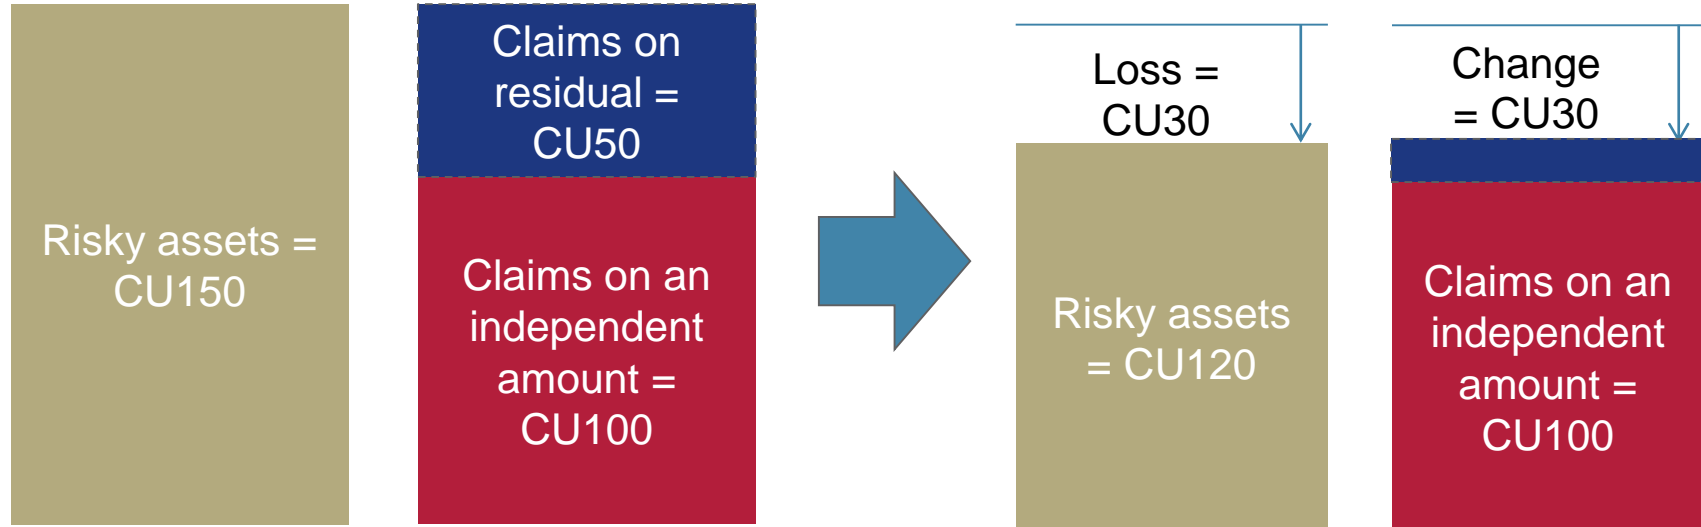 Risky assets =
CU150
Claims on
residual =
CU50
Claims on an
independent
amount =
CU100
Loss =
CU30
Risky assets
= CU120
Change
= CU30
Claims on an
independent
amount =
CU100